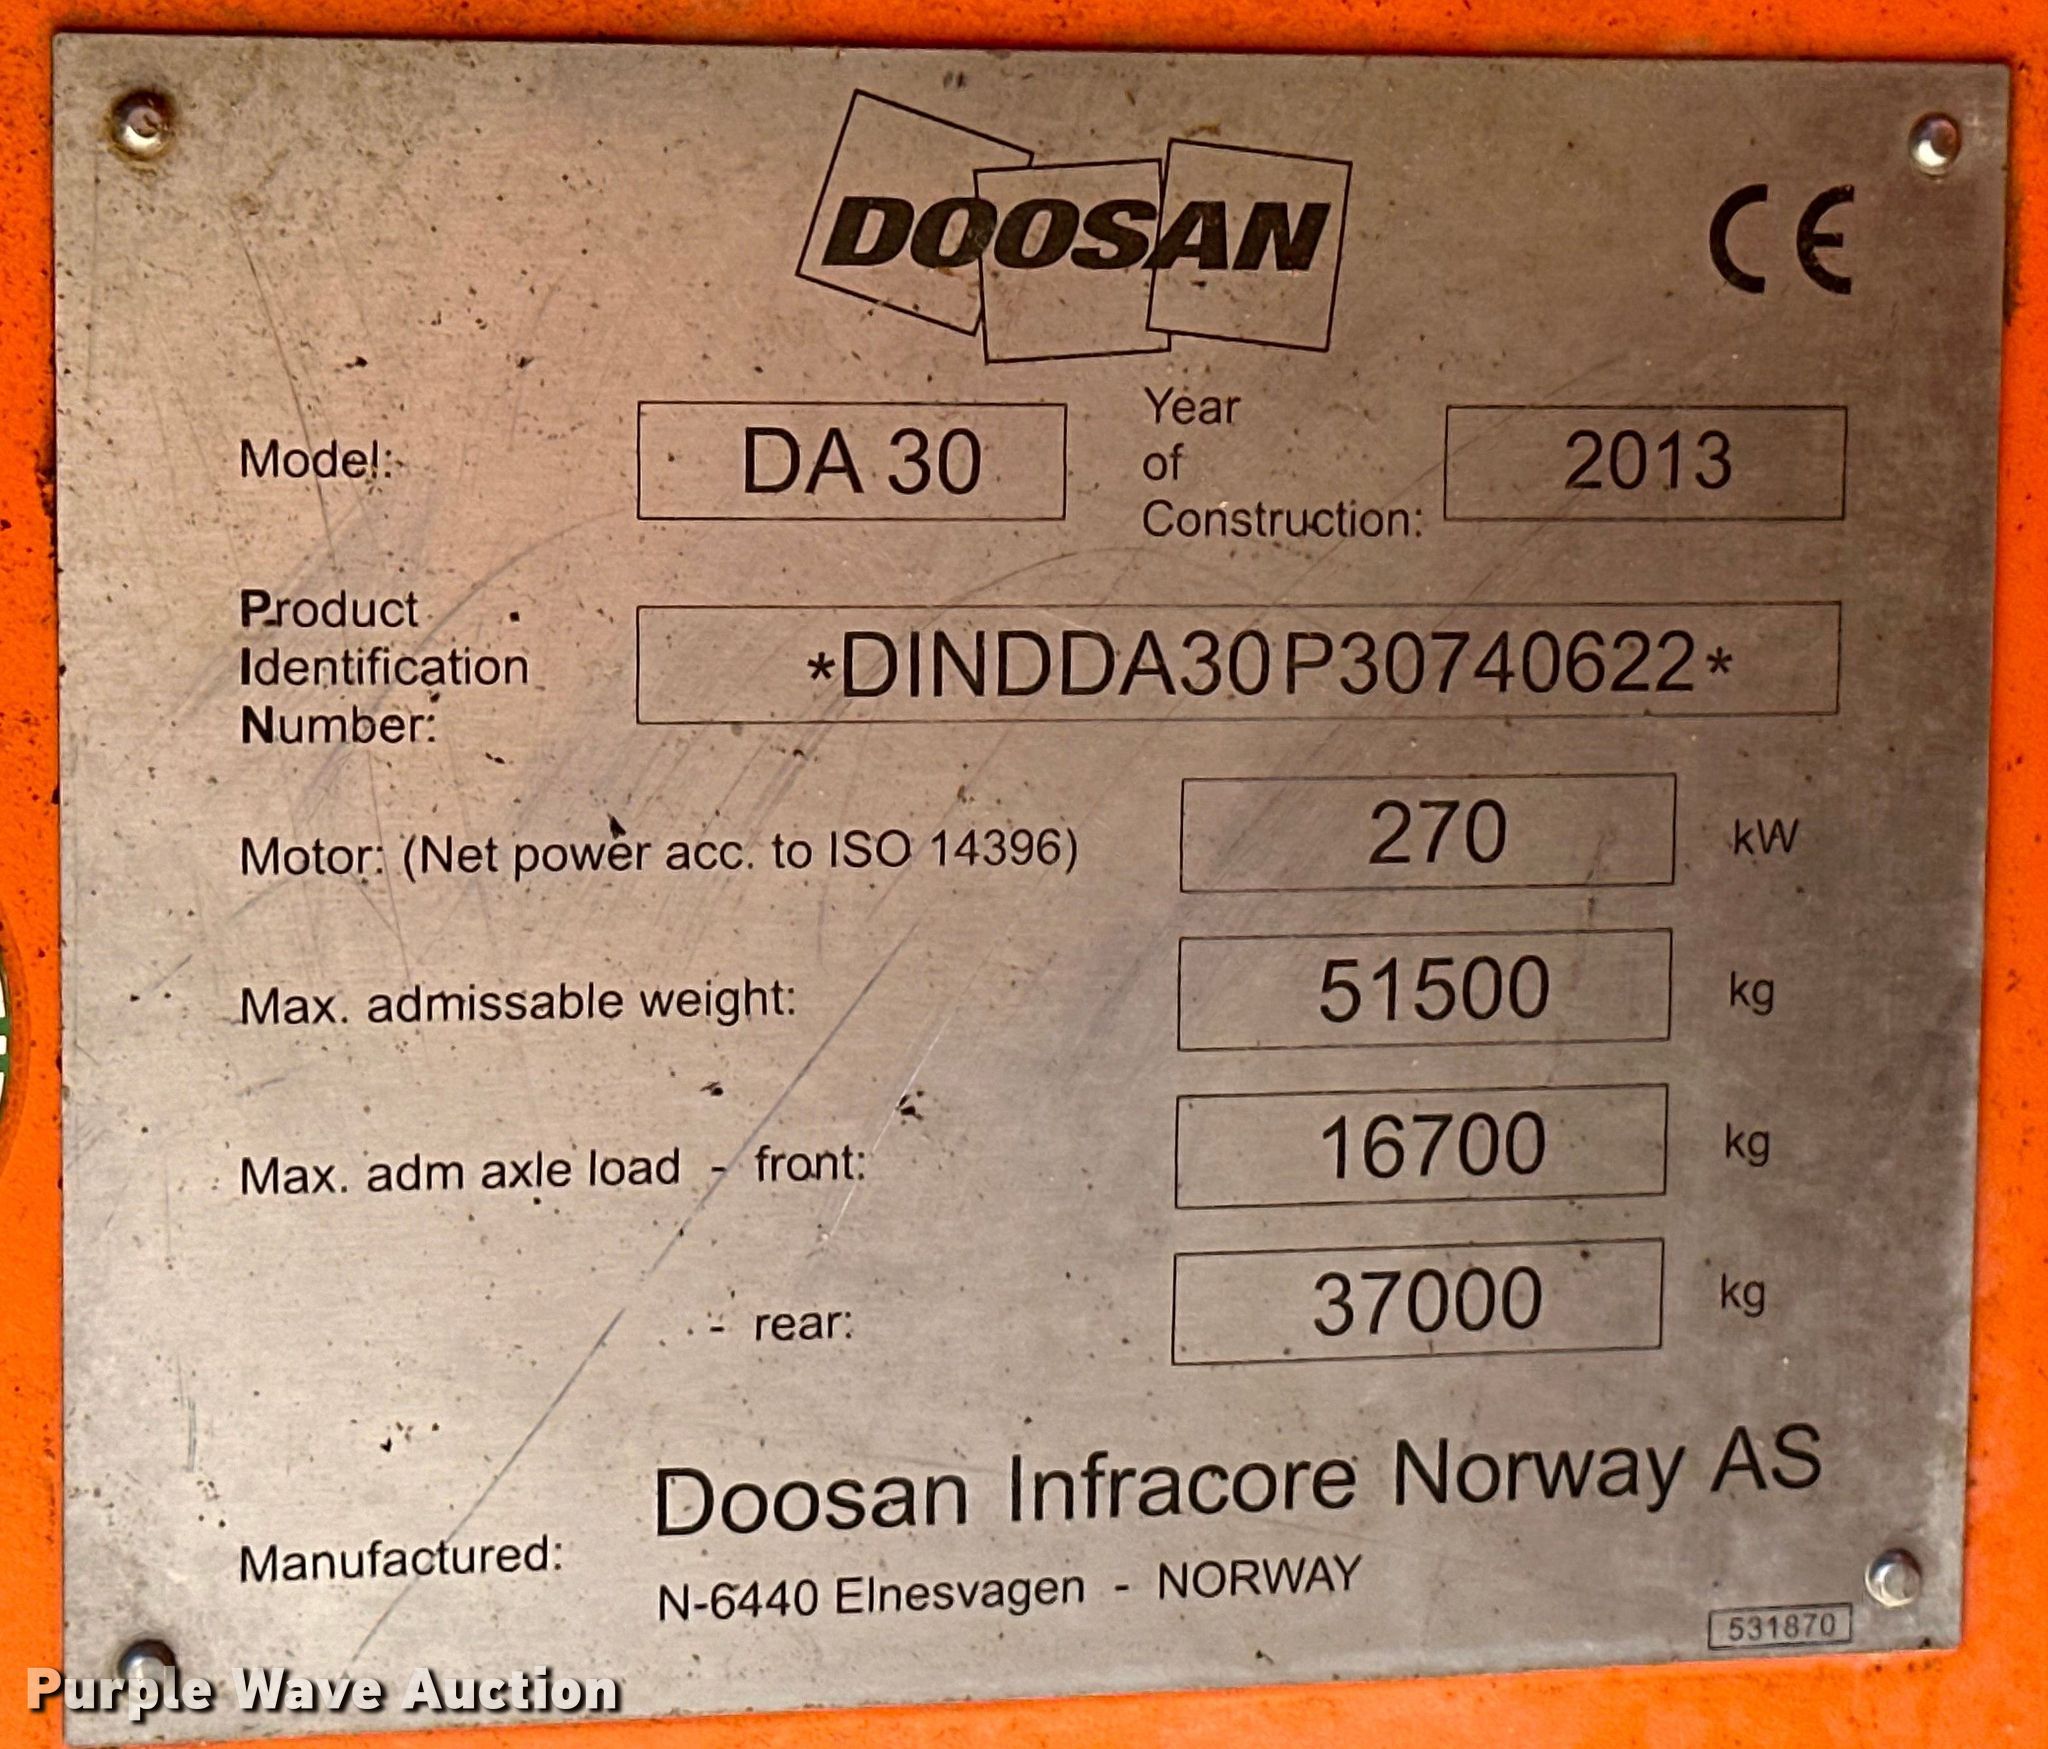 DOOSAN
CE
Model: DA 30 Year of Construction: 2013
Product
Identification
Number: *DINDDA30P30740622*
Motor: (Net power acc. to ISO 14396) 270 kW
Max. admissable weight: 51500 kg
Max. adm axle load - front: 16700 kg
- rear: 37000 kg
Manufactured: Doosan Infracore Norway AS
N-6440 Elnesvagen - NORWAY
531870
Purple Wave Auction